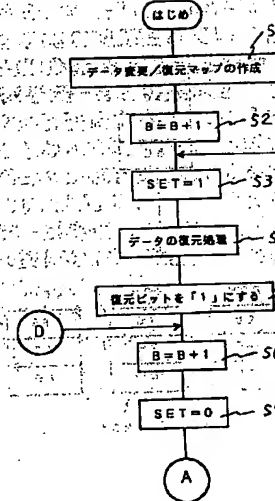 はじめ
データ変更/復元マップの作成
B=B+1 S2
SET=1 S3
データの復元処理
復元ビットを「1」にする
D
B=B+1
SET=0
A